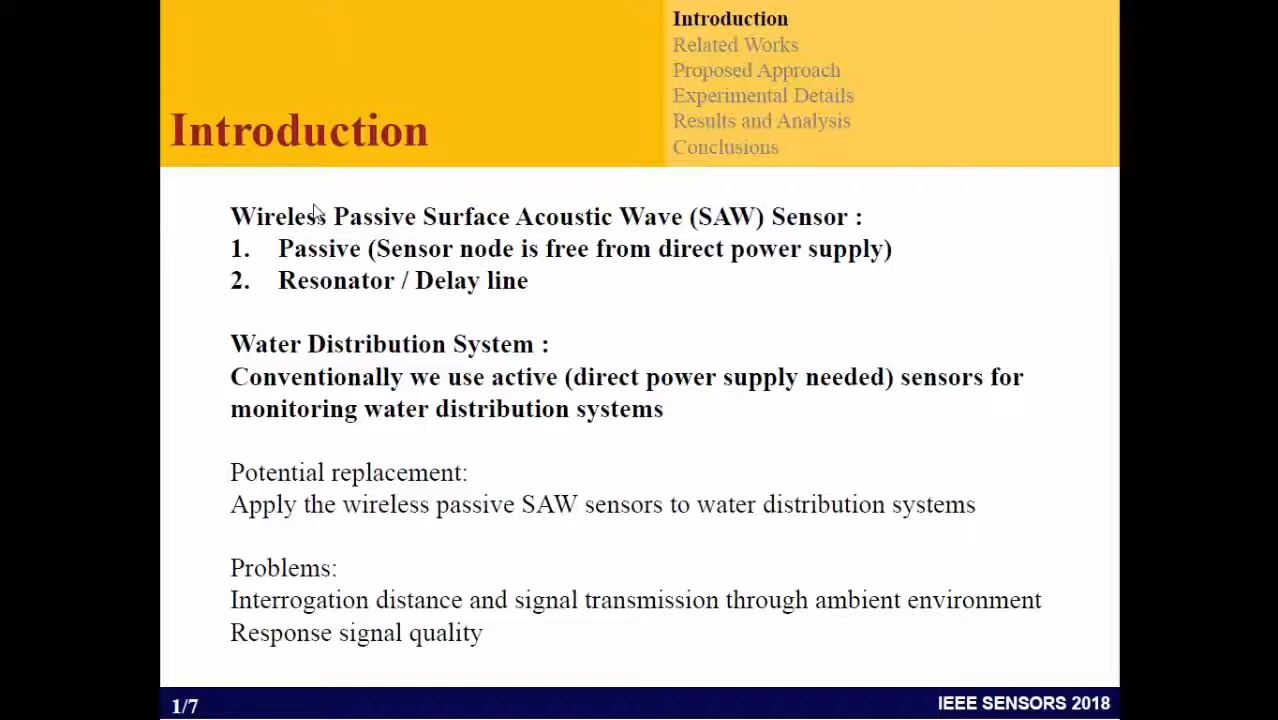 Introduction
Related Works
Proposed Approach
Experimental Details
Results and Analysis
Conclusions
Introduction
Wireless Passive Surface Acoustic Wave (SAW) Sensor :
1. Passive (Sensor node is free from direct power supply)
2. Resonator / Delay line
Water Distribution System :
Conventionally we use active (direct power supply needed) sensors for
monitoring water distribution systems
Potential replacement:
Apply the wireless passive SAW sensors to water distribution systems
Problems:
Interrogation distance and signal transmission through ambient environment
Response signal quality
1/7
IEEE SENSORS 2018